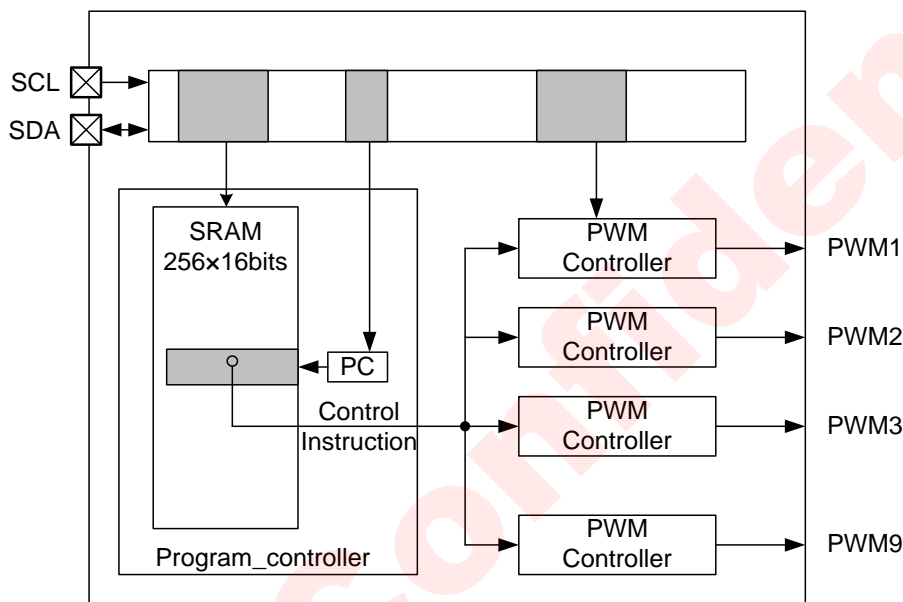 SCL
SDA
SRAM
256×16bits
PC
Control
Instruction
Program_controller
PWM
Controller
PWM1
PWM
Controller
PWM2
PWM
Controller
PWM3
PWM
Controller
PWM9
Confiden